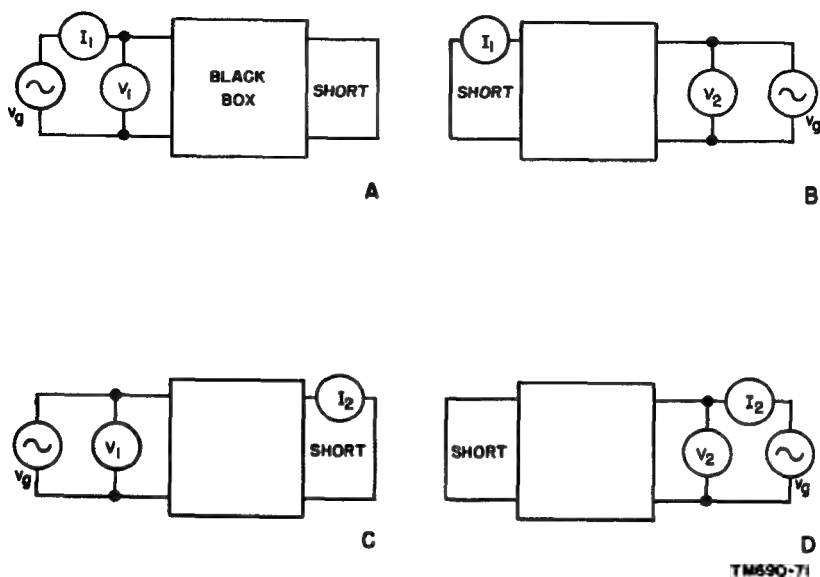 I1
V1
vg
BLACK
BOX
SHORT
A
I1
SHORT
V2
vg
B
V1
vg
I2
SHORT
C
SHORT
V2
I2
vg
D
TM690-71